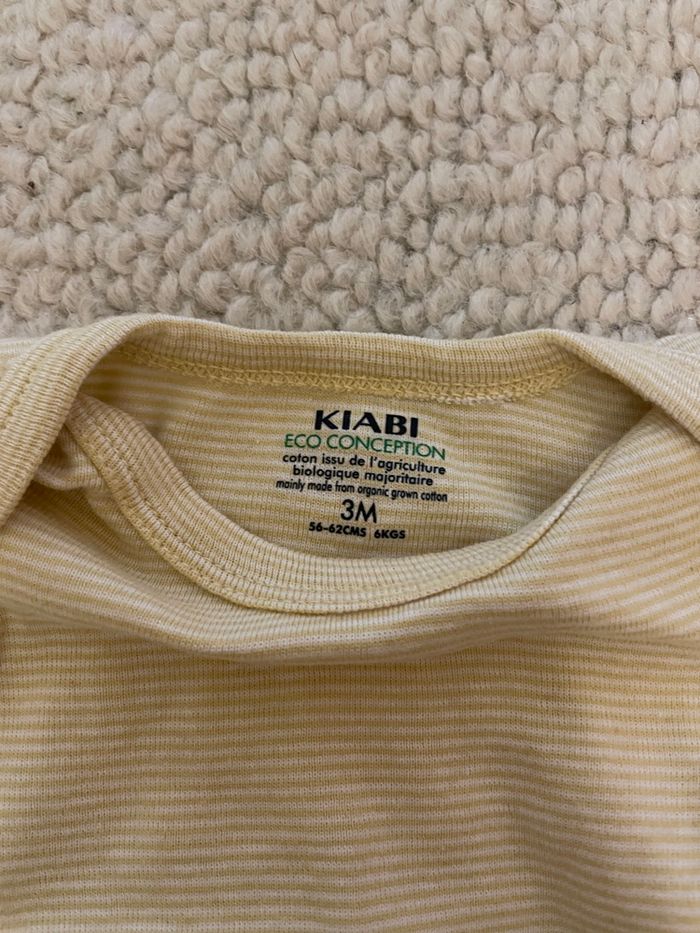 KIABI
ECO CONCEPTION
coton issu de l'agriculture
biologique majoritaire
mainly made from organic grown cotton
3M
56-62CMS 6KGS